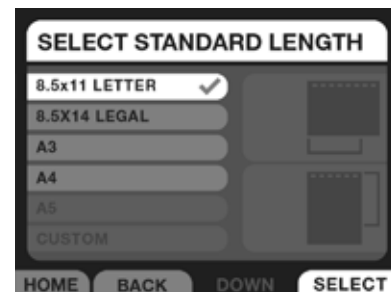 SELECT STANDARD LENGTH
8.5x11 LETTER
8.5X14 LEGAL
A3
A4
A5
CUSTOM
HOME BACK DOWN SELECT